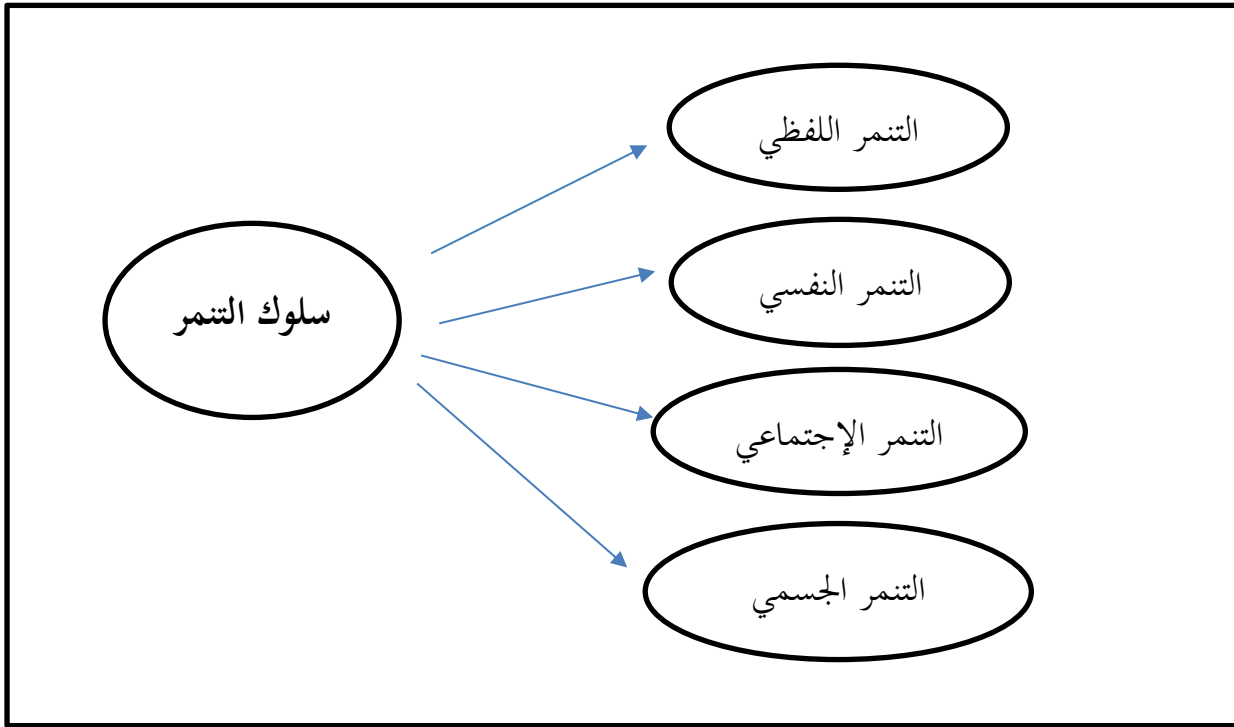 التنمر اللفظي
التنمر النفسي
سلوك التنمر
التنمر الإجتماعي
التنمر الجسمي